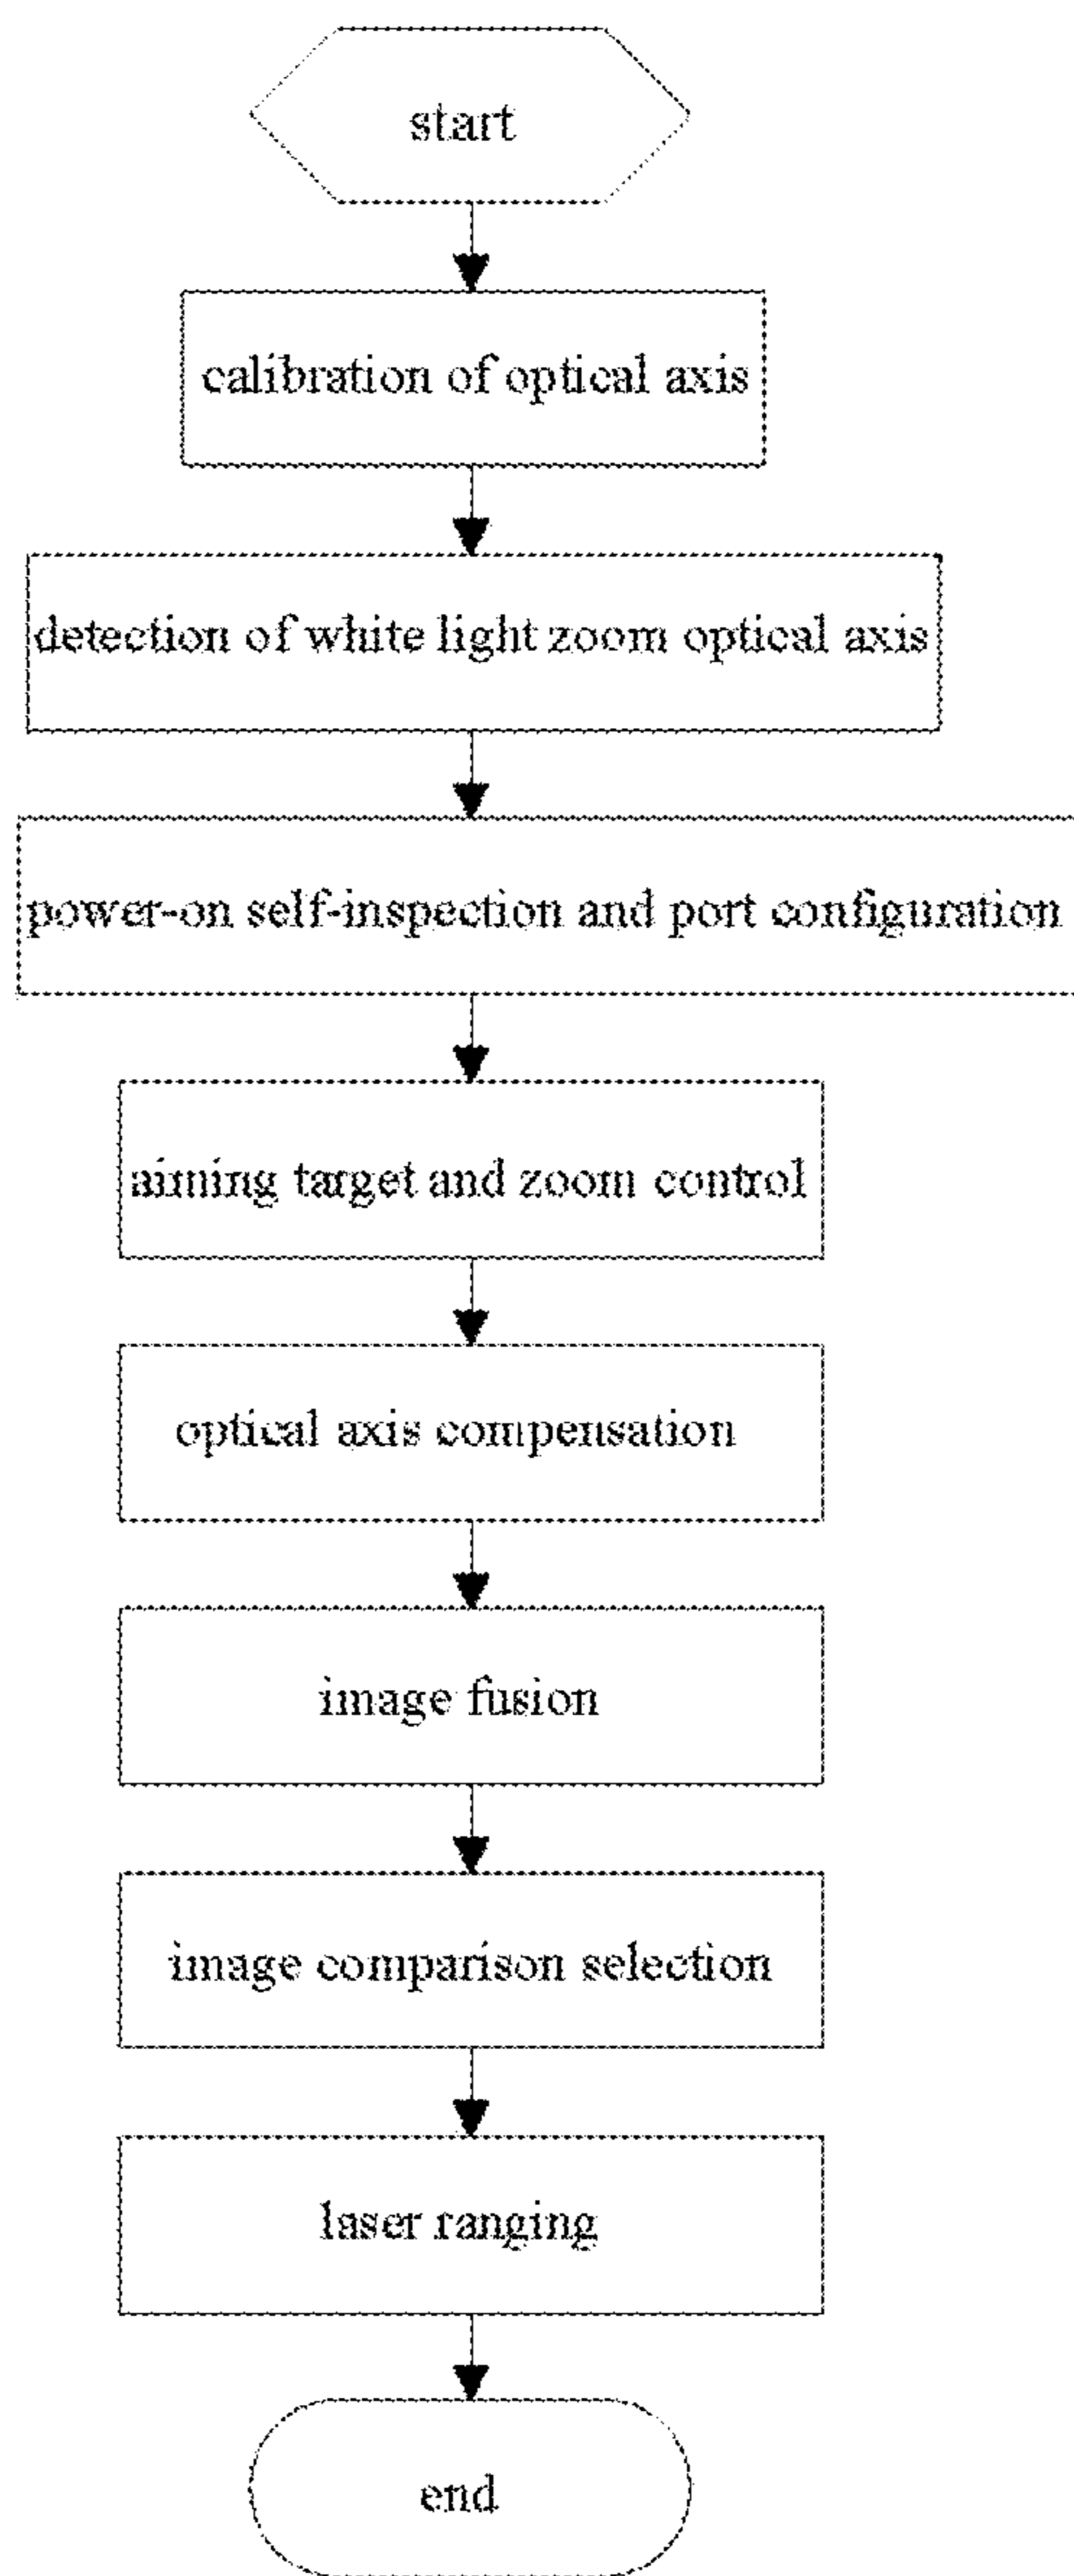 start
calibration of optical axis
detection of white light zoom optical axis
power-on self-inspection and port configuration
aiming target and zoom control
optical axis compensation
image fusion
image comparison selection
laser ranging
end